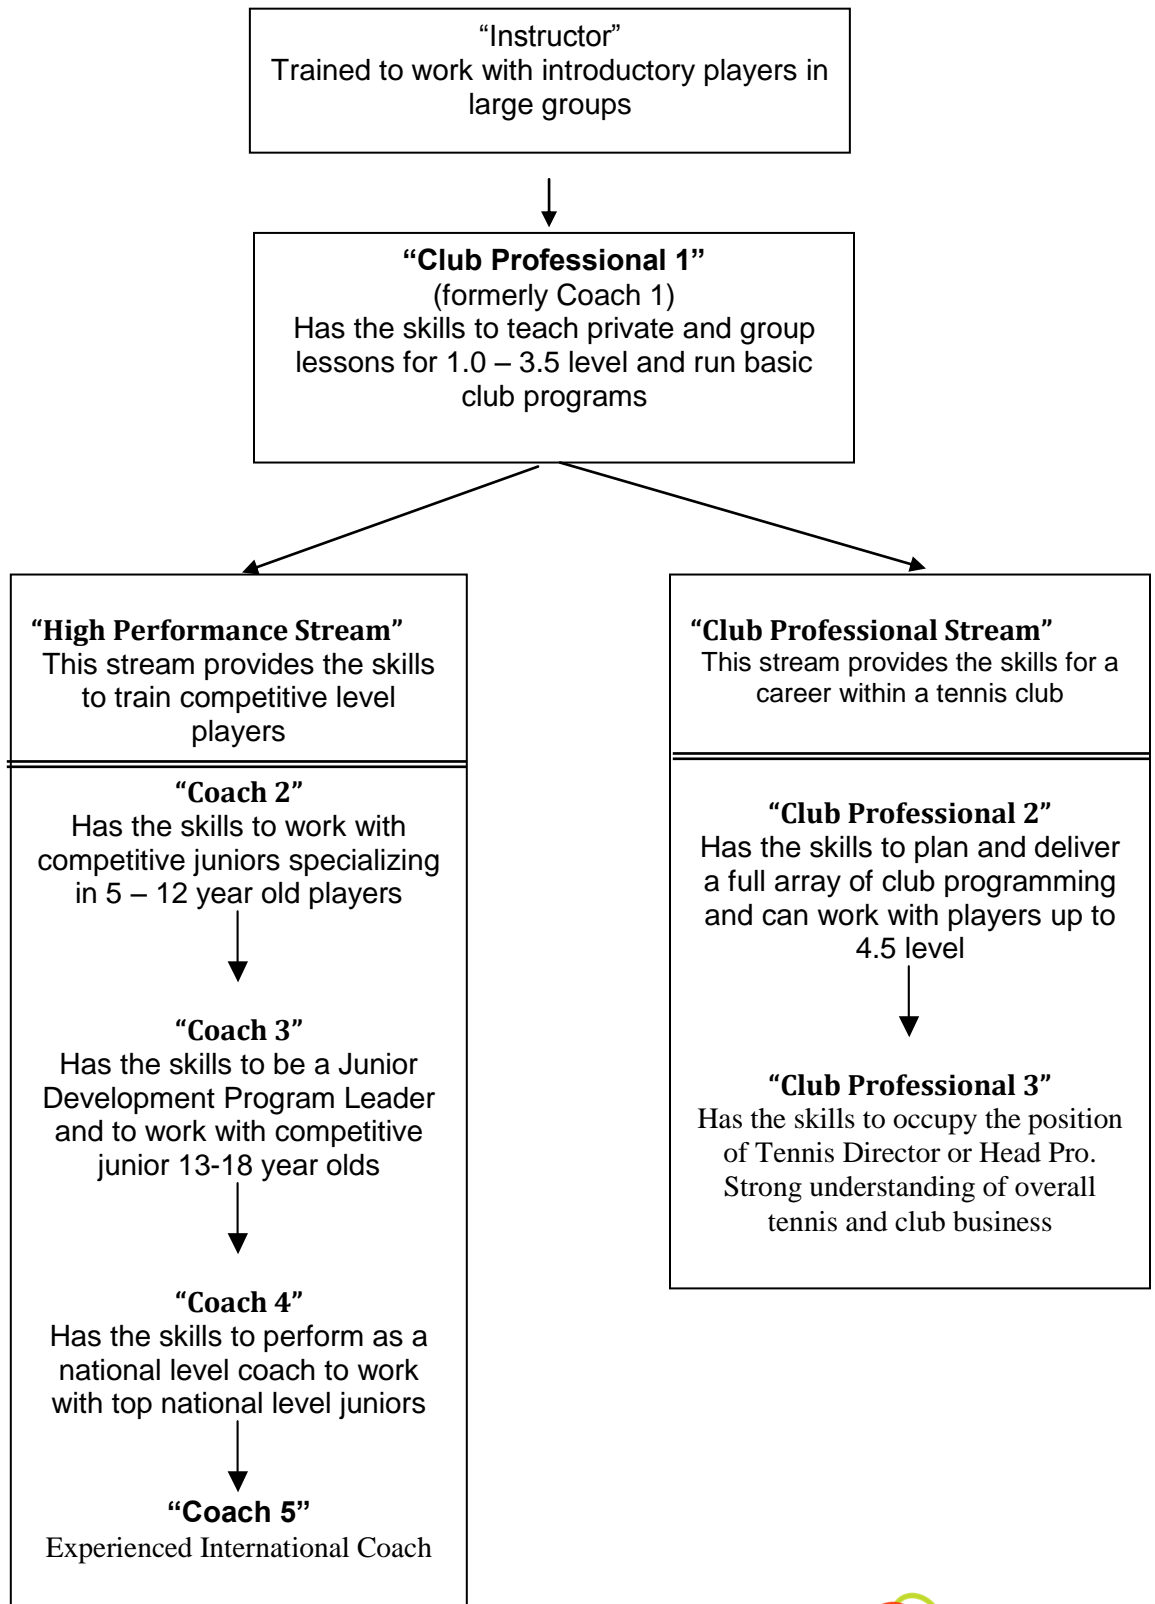 “Instructor”
Trained to work with introductory players in
large groups
“Club Professional 1”
(formerly Coach 1)
Has the skills to teach private and group
lessons for 1.0 – 3.5 level and run basic
club programs
“High Performance Stream”
This stream provides the skills
to train competitive level
players
“Coach 2”
Has the skills to work with
competitive juniors specializing
in 5 – 12 year old players
“Coach 3”
Has the skills to be a Junior
Development Program Leader
and to work with competitive
junior 13-18 year olds
“Coach 4”
Has the skills to perform as a
national level coach to work
with top national level juniors
“Coach 5”
Experienced International Coach
“Club Professional Stream”
This stream provides the skills for a
career within a tennis club
“Club Professional 2”
Has the skills to plan and deliver
a full array of club programming
and can work with players up to
4.5 level
“Club Professional 3”
Has the skills to occupy the position
of Tennis Director or Head Pro.
Strong understanding of overall
tennis and club business